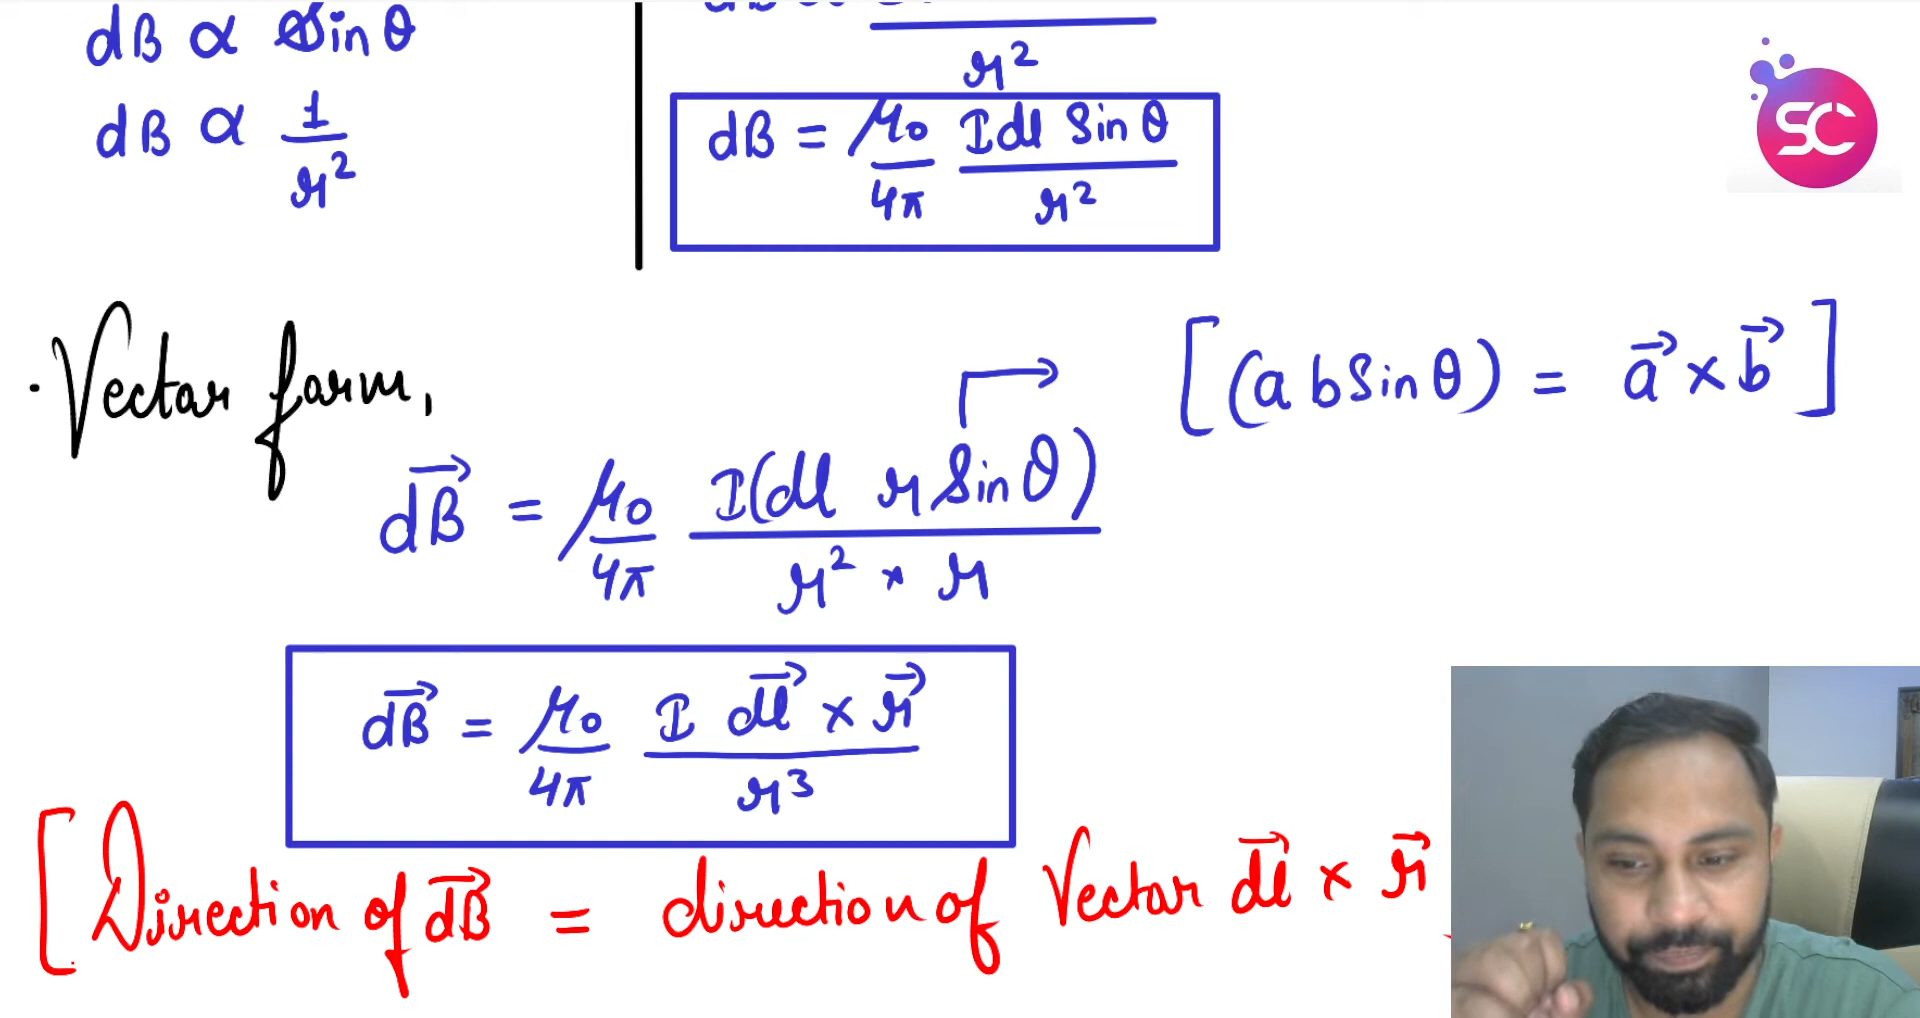 dB ∝ Sin θ
dB ∝ 1/r²
r²
dB = μ₀/4π Idl Sin θ/r²
SC
Vector form,
[(a b Sin θ) = a⃗ × b⃗]
dB⃗ = μ₀/4π I(dl r Sin θ)/r² × r
dB⃗ = μ₀/4π I dl⃗ × r⃗/r³
[Direction of dB⃗ = direction of Vector dl⃗ × r⃗